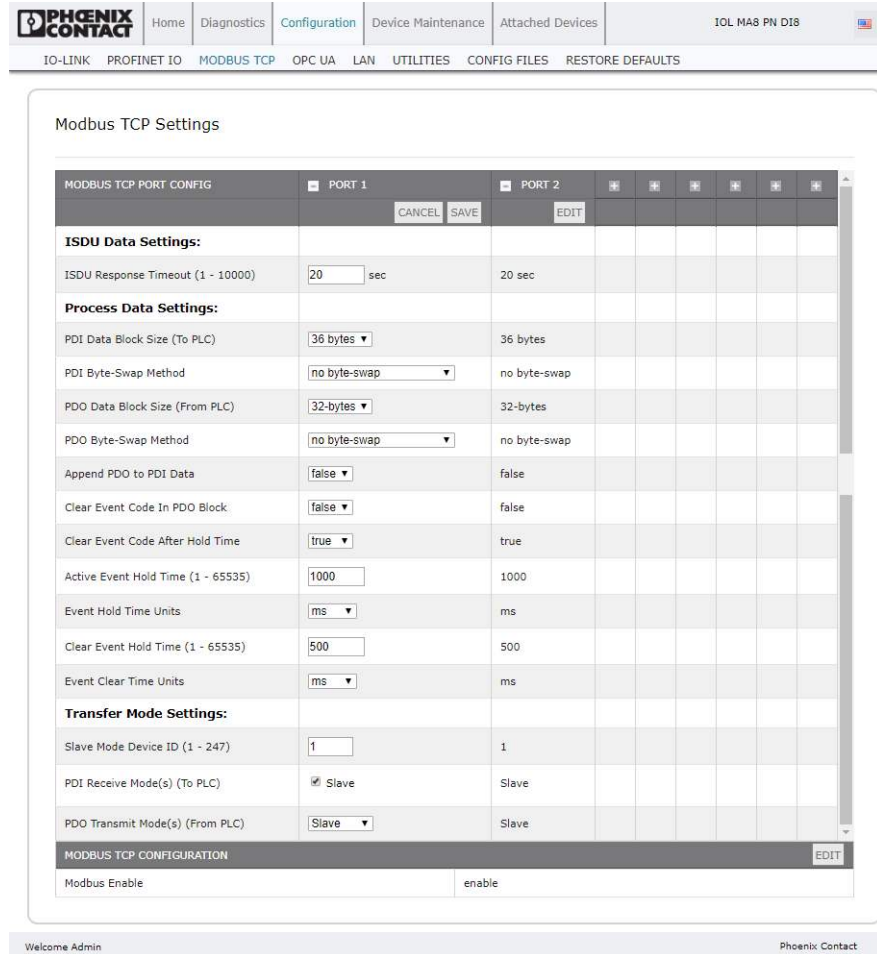 PHŒNIX CONTACT
Home Diagnostics Configuration Device Maintenance Attached Devices IOL MA8 PN DI8
IO-LINK PROFINET IO MODBUS TCP OPC UA LAN UTILITIES CONFIG FILES RESTORE DEFAULTS
Modbus TCP Settings
MODBUS TCP PORT CONFIG PORT 1 PORT 2
CANCEL SAVE EDIT
ISDU Data Settings:
ISDU Response Timeout (1 - 10000) 20 sec 20 sec
Process Data Settings:
PDI Data Block Size (To PLC) 36 bytes 36 bytes
PDI Byte-Swap Method no byte-swap no byte-swap
PDO Data Block Size (From PLC) 32-bytes 32-bytes
PDO Byte-Swap Method no byte-swap no byte-swap
Append PDO to PDI Data false false
Clear Event Code In PDO Block false false
Clear Event Code After Hold Time true true
Active Event Hold Time (1 - 65535) 1000 1000
Event Hold Time Units ms ms
Clear Event Hold Time (1 - 65535) 500 500
Event Clear Time Units ms ms
Transfer Mode Settings:
Slave Mode Device ID (1 - 247) 1 1
PDI Receive Mode(s) (To PLC) Slave Slave
PDO Transmit Mode(s) (From PLC) Slave Slave
MODBUS TCP CONFIGURATION EDIT
Modbus Enable enable
Welcome Admin Phoenix Contact